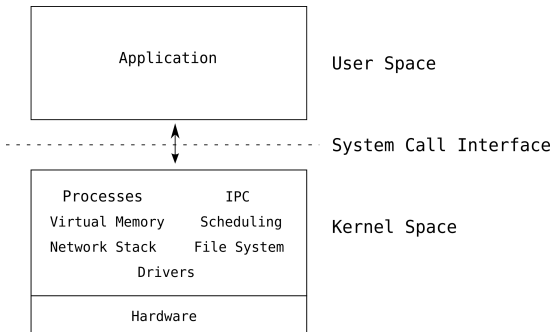 Application
User Space
System Call Interface
Processes IPC
Virtual Memory Scheduling
Network Stack File System
Drivers
Kernel Space
Hardware